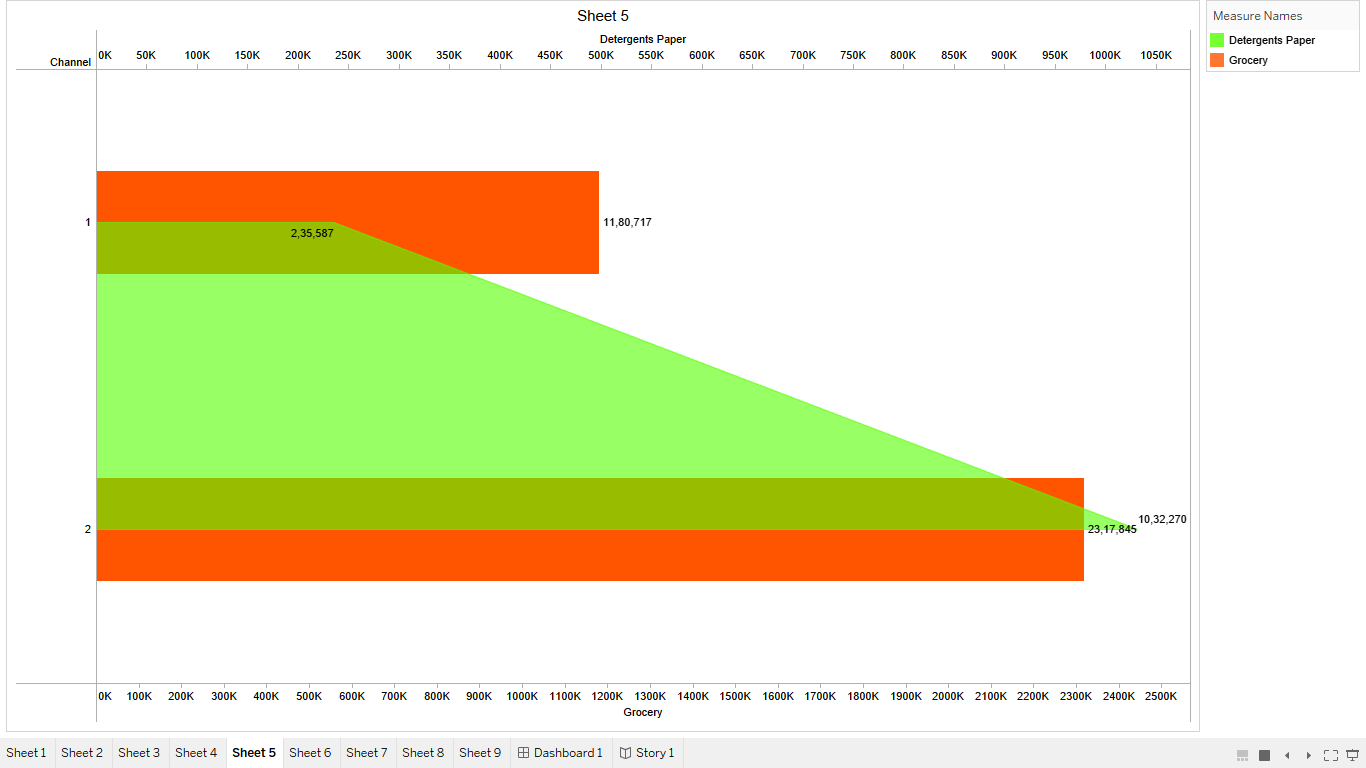 Sheet 5
Measure Names
Detergents Paper
Grocery
Detergents Paper
Channel
0K 50K 100K 150K 200K 250K 300K 350K 400K 450K 500K 550K 600K 650K 700K 750K 800K 850K 900K 950K 1000K 1050K
1
11,80,717
2,35,587
10,32,270
2
23,17,845
0K 100K 200K 300K 400K 500K 600K 700K 800K 900K 1000K 1100K 1200K 1300K 1400K 1500K 1600K 1700K 1800K 1900K 2000K 2100K 2200K 2300K 2400K 2500K
Grocery
Sheet 1 Sheet 2 Sheet 3 Sheet 4 Sheet 5 Sheet 6 Sheet 7 Sheet 8 Sheet 9 Dashboard 1 Story 1